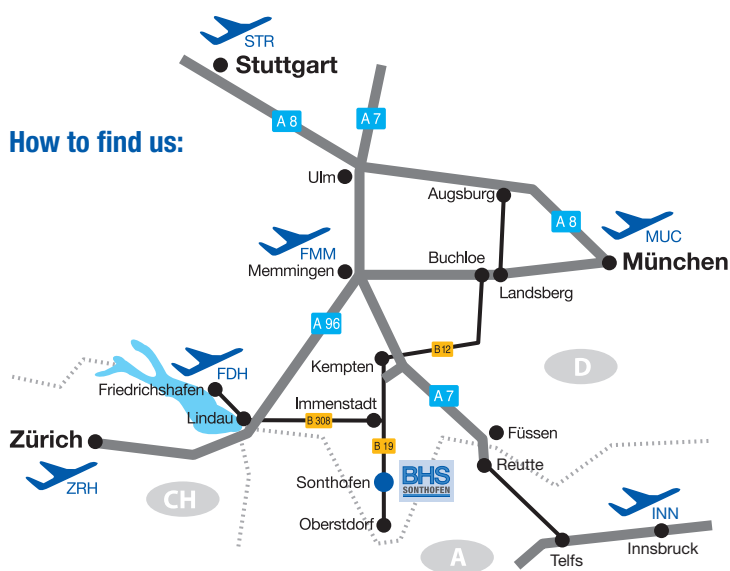 STR
Stuttgart
A 8
A 7
How to find us:
Ulm
Augsburg
A 8
MUC
FMM
Memmingen
Buchloe
München
Landsberg
A 96
B12
FDH
Kempten
D
Friedrichshafen
A 7
Immenstadt
Lindau
B 308
Füssen
Zürich
B 19
Reutte
BHS
SONTHOFEN
Sonthofen
ZRH
CH
INN
Oberstdorf
A
Telfs
Innsbruck